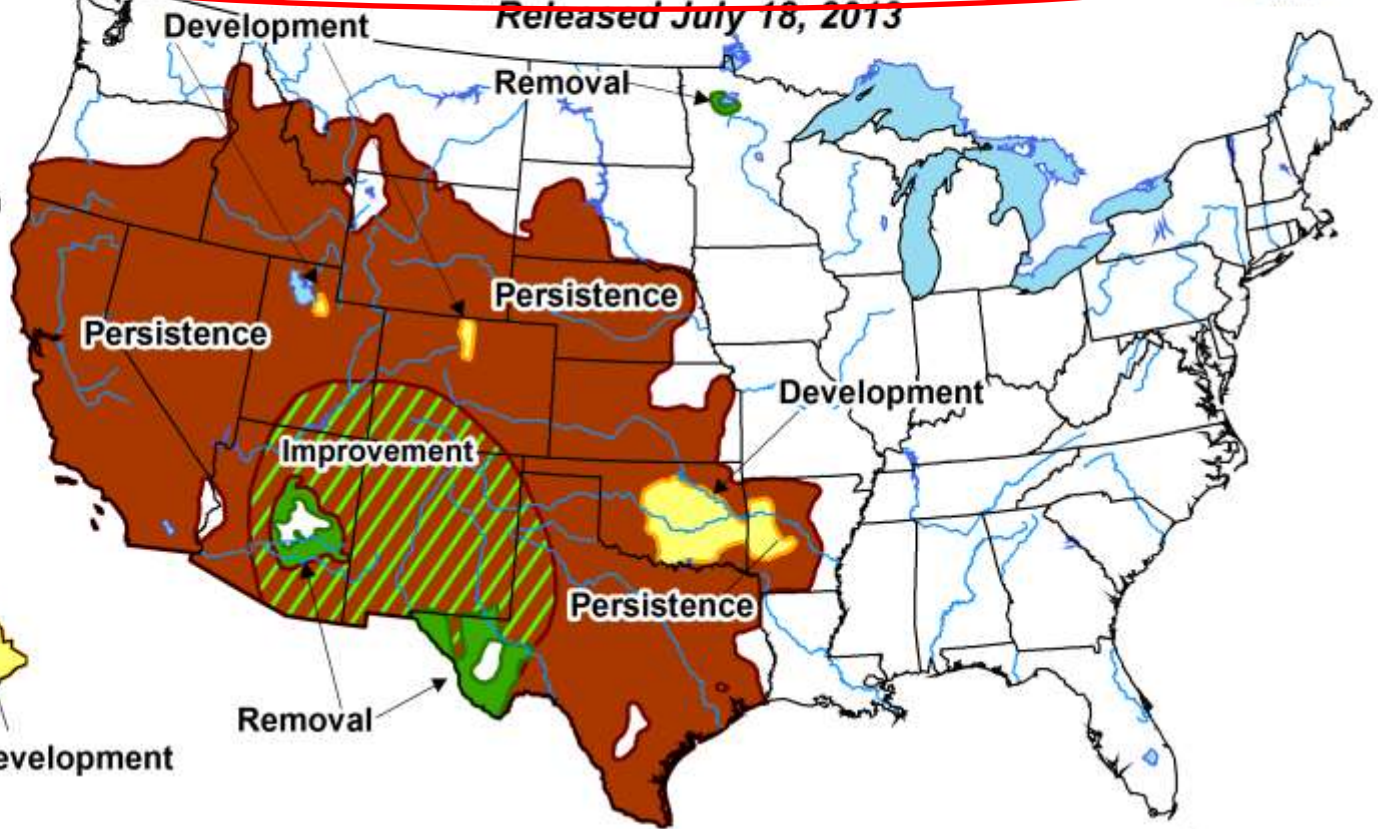 Released July 18, 2013
Development
Removal
Persistence
Persistence
Development
Improvement
Persistence
Removal
evelopment